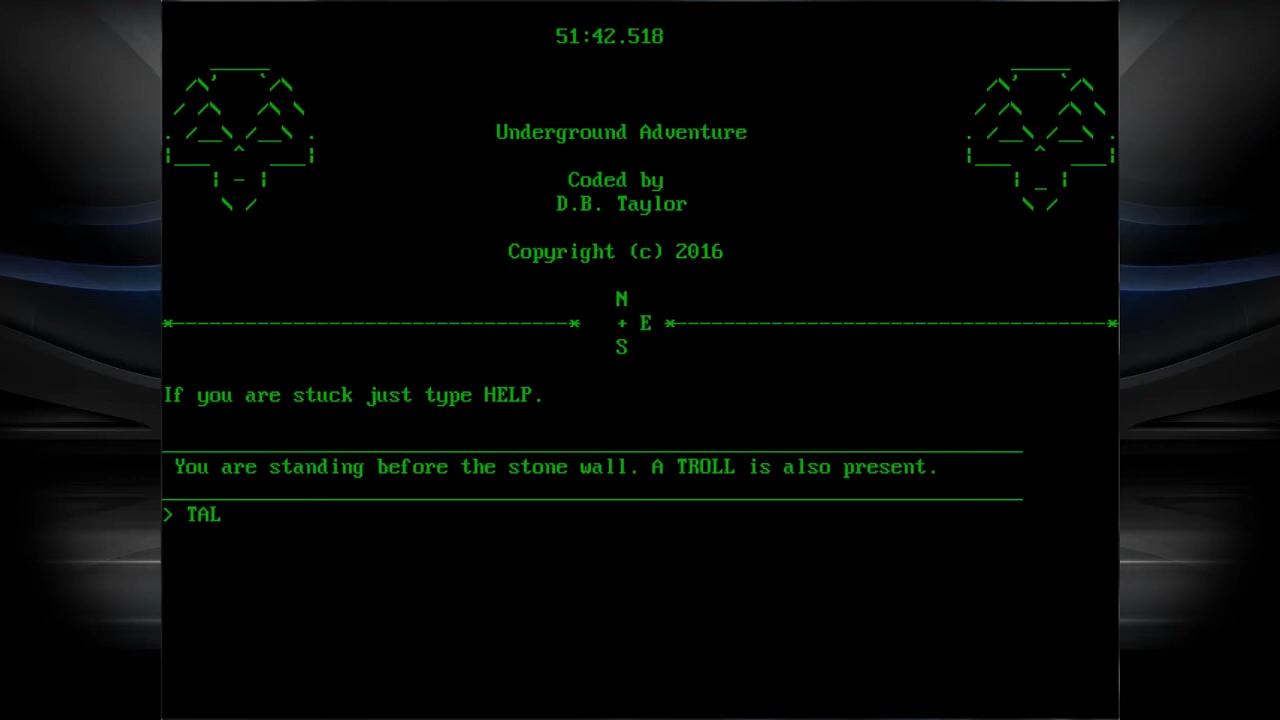 51:42.518
Underground Adventure
Coded by
D.B. Taylor
Copyright (c) 2016
N
+ E
S
If you are stuck just type HELP.
You are standing before the stone wall. A TROLL is also present.
> TAL